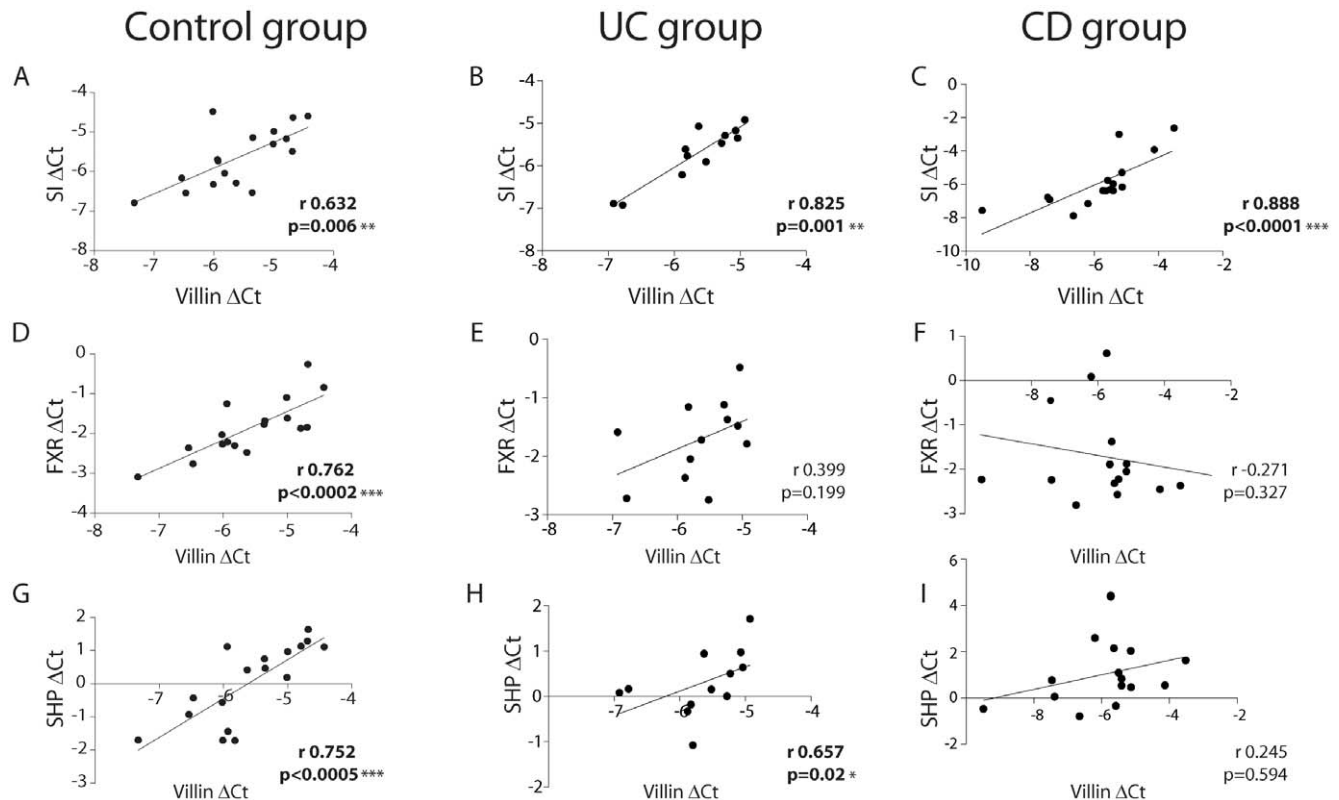 Control group
UC group
CD group
A
-4
-5
-6
-7
-8
SI ΔCt
-8 -7 -6 -5 -4
Villin ΔCt
r 0.632
p=0.006 **
B
-4
-5
-6
-7
-8
SI ΔCt
-8 -7 -6 -5 -4
Villin ΔCt
r 0.825
p=0.001 **
C
0
-2
-4
-6
-8
-10
SI ΔCt
-10 -8 -6 -4 -2
Villin ΔCt
r 0.888
p<0.0001 ***
D
0
-1
-2
-3
-4
FXR ΔCt
-8 -7 -6 -5 -4
Villin ΔCt
r 0.762
p<0.0002 ***
E
0
-1
-2
-3
FXR ΔCt
-8 -7 -6 -5 -4
Villin ΔCt
r 0.399
p=0.199
F
1
0
-1
-2
-3
FXR ΔCt
-8 -6 -4 -2
Villin ΔCt
r -0.271
p=0.327
G
2
1
0
-1
-2
-3
SHP ΔCt
-7 -6 -5 -4
Villin ΔCt
r 0.752
p<0.0005 ***
H
2
1
0
-1
-2
SHP ΔCt
-7 -6 -5 -4
Villin ΔCt
r 0.657
p=0.02 *
I
6
4
2
0
-2
SHP ΔCt
-8 -6 -4 -2
Villin ΔCt
r 0.245
p=0.594